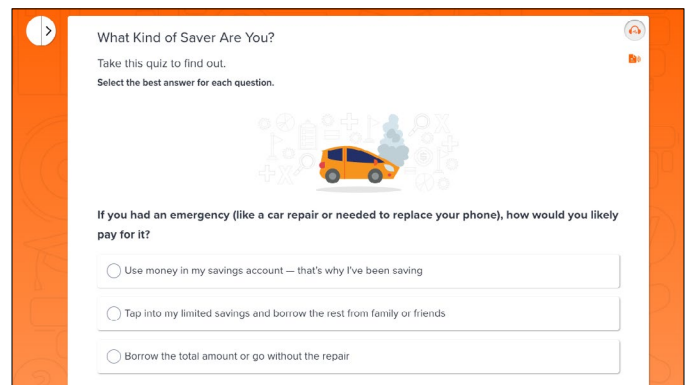 What Kind of Saver Are You?
Take this quiz to find out.
Select the best answer for each question.
If you had an emergency (like a car repair or needed to replace your phone), how would you likely
pay for it?
Use money in my savings account — that's why I've been saving
Tap into my limited savings and borrow the rest from family or friends
Borrow the total amount or go without the repair